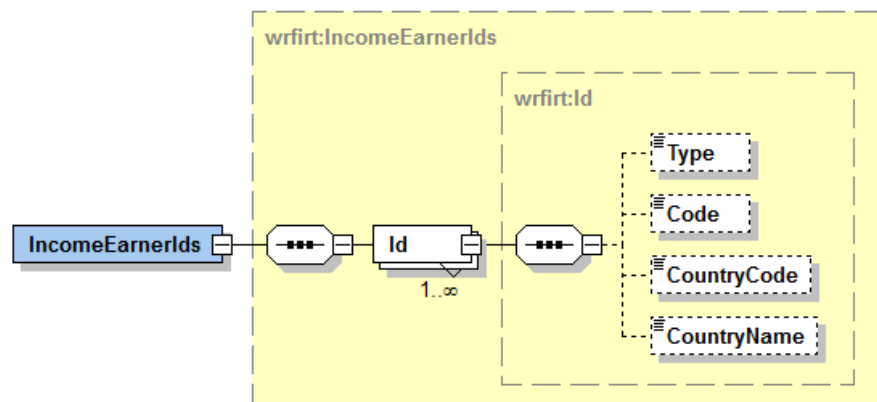 wrfirt:IncomeEarnerIds
wrfirt:Id
Type
Code
IncomeEarnerIds
Id
CountryCode
1..∞
CountryName